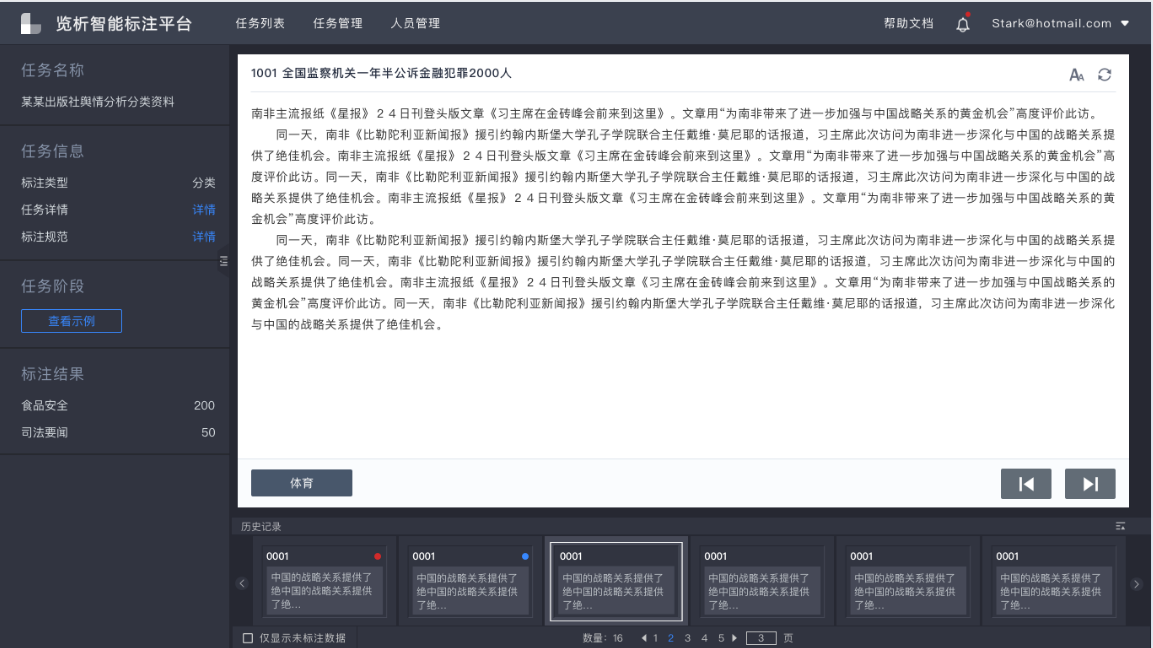 览析智能标注平台 任务列表 任务管理 人员管理 帮助文档 Stark@hotmail.com
任务名称
某某出版社舆情分析分类资料
任务信息
标注类型 分类
任务详情 详情
标注规范 详情
任务阶段
查看示例
标注结果
食品安全 200
司法要闻 50
1001 全国监察机关一年半公诉金融犯罪2000人
AA
南非主流报纸《星报》２４日刊登头版文章《习主席在金砖峰会前来到这里》。文章用“为南非带来了进一步加强与中国战略关系的黄金机会”高度评价此访。
同一天，南非《比勒陀利亚新闻报》援引约翰内斯堡大学孔子学院联合主任戴维·莫尼耶的话报道，习主席此次访问为南非进一步深化与中国的战略关系提
供了绝佳机会。南非主流报纸《星报》２４日刊登头版文章《习主席在金砖峰会前来到这里》。文章用“为南非带来了进一步加强与中国战略关系的黄金机会”高
度评价此访。同一天，南非《比勒陀利亚新闻报》援引约翰内斯堡大学孔子学院联合主任戴维·莫尼耶的话报道，习主席此次访问为南非进一步深化与中国的战
略关系提供了绝佳机会。南非主流报纸《星报》２４日刊登头版文章《习主席在金砖峰会前来到这里》。文章用“为南非带来了进一步加强与中国战略关系的黄
金机会”高度评价此访。
同一天，南非《比勒陀利亚新闻报》援引约翰内斯堡大学孔子学院联合主任戴维·莫尼耶的话报道，习主席此次访问为南非进一步深化与中国的战略关系提
供了绝佳机会。同一天，南非《比勒陀利亚新闻报》援引约翰内斯堡大学孔子学院联合主任戴维·莫尼耶的话报道，习主席此次访问为南非进一步深化与中国的
战略关系提供了绝佳机会。南非主流报纸《星报》２４日刊登头版文章《习主席在金砖峰会前来到这里》。文章用“为南非带来了进一步加强与中国战略关系的
黄金机会”高度评价此访。同一天，南非《比勒陀利亚新闻报》援引约翰内斯堡大学孔子学院联合主任戴维·莫尼耶的话报道，习主席此次访问为南非进一步深化
与中国的战略关系提供了绝佳机会。
体育
历史记录
0001
中国的战略关系提供了
绝中国的战略关系提供
了绝...
0001
中国的战略关系提供了
绝中国的战略关系提供
了绝...
0001
中国的战略关系提供了
绝中国的战略关系提供
了绝...
0001
中国的战略关系提供了
绝中国的战略关系提供
了绝...
0001
中国的战略关系提供了
绝中国的战略关系提供
了绝...
0001
中国的战略关系提供了
绝中国的战略关系提供
了绝...
仅显示未标注数据 数量：16 1 2 3 4 5 3 页